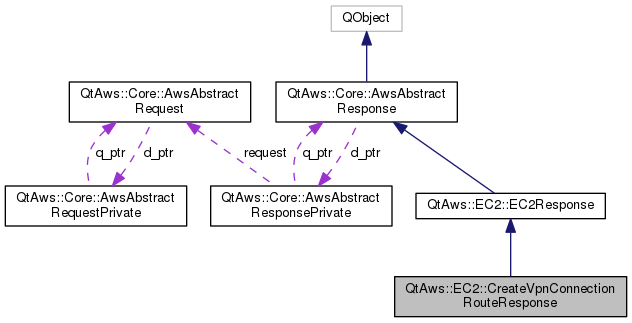 QObject
QtAws::Core::AwsAbstract
Request
QtAws::Core::AwsAbstract
Response
q_ptr
d_ptr
request
q_ptr
d_ptr
QtAws::Core::AwsAbstract
RequestPrivate
QtAws::Core::AwsAbstract
ResponsePrivate
QtAws::EC2::EC2Response
QtAws::EC2::CreateVpnConnection
RouteResponse